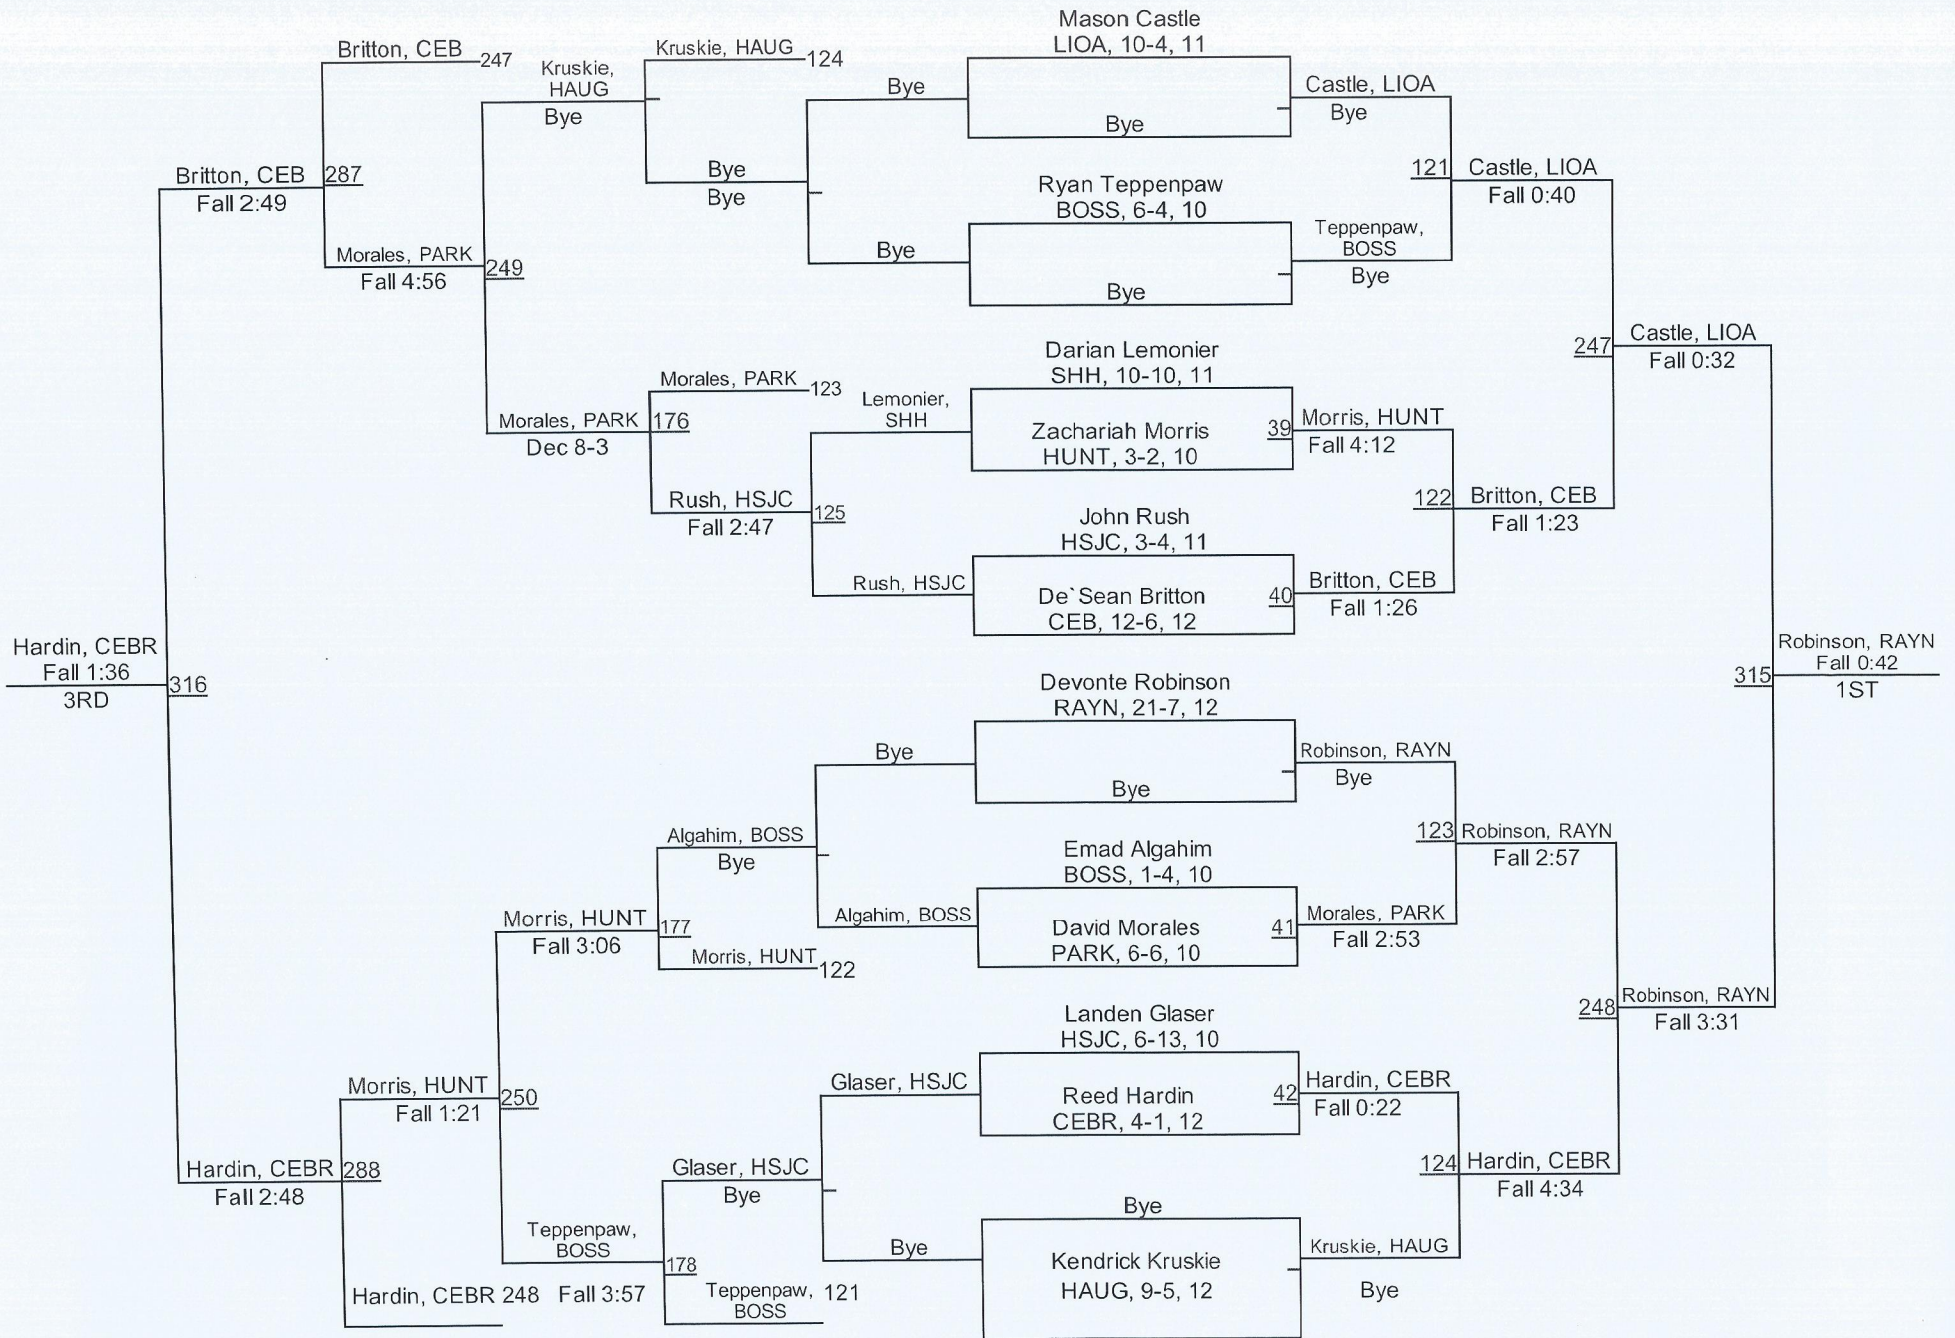 Mason Castle
LIOA, 10-4, 11
Britton, CEB
247
Kruskie,
HAUG
Bye
Kruskie, HAUG
124
Bye
Bye
Castle, LIOA
Bye
Britton, CEB
287
Fall 2:49
Bye
Bye
Ryan Teppenpaw
BOSS, 6-4, 10
121
Castle, LIOA
Fall 0:40
Morales, PARK
Fall 4:56
249
Bye
Bye
Teppenpaw,
BOSS
Bye
Darian Lemonier
SHH, 10-10, 11
247
Castle, LIOA
Fall 0:32
Morales, PARK
123
Lemonier,
SHH
Morales, PARK
176
Dec 8-3
Zachariah Morris
HUNT, 3-2, 10
39
Morris, HUNT
Fall 4:12
Rush, HSJC
Fall 2:47
125
John Rush
HSJC, 3-4, 11
122
Britton, CEB
Fall 1:23
Rush, HSJC
De`Sean Britton
CEB, 12-6, 12
40
Britton, CEB
Fall 1:26
Hardin, CEBR
Fall 1:36
3RD
316
Devonte Robinson
RAYN, 21-7, 12
315
Robinson, RAYN
Fall 0:42
1ST
Bye
Bye
Robinson, RAYN
Bye
Algahim, BOSS
Bye
Emad Algahim
BOSS, 1-4, 10
123
Robinson, RAYN
Fall 2:57
Morris, HUNT
Fall 3:06
177
Algahim, BOSS
David Morales
PARK, 6-6, 10
41
Morales, PARK
Fall 2:53
Morris, HUNT
122
Landen Glaser
HSJC, 6-13, 10
248
Robinson, RAYN
Fall 3:31
Morris, HUNT
Fall 1:21
250
Glaser, HSJC
Reed Hardin
CEBR, 4-1, 12
42
Hardin, CEBR
Fall 0:22
Hardin, CEBR
Fall 2:48
288
Glaser, HSJC
Bye
Bye
124
Hardin, CEBR
Fall 4:34
Teppenpaw,
BOSS
Fall 3:57
178
Bye
Kendrick Kruskie
HAUG, 9-5, 12
Kruskie, HAUG
Bye
Hardin, CEBR 248
Teppenpaw,
BOSS
121